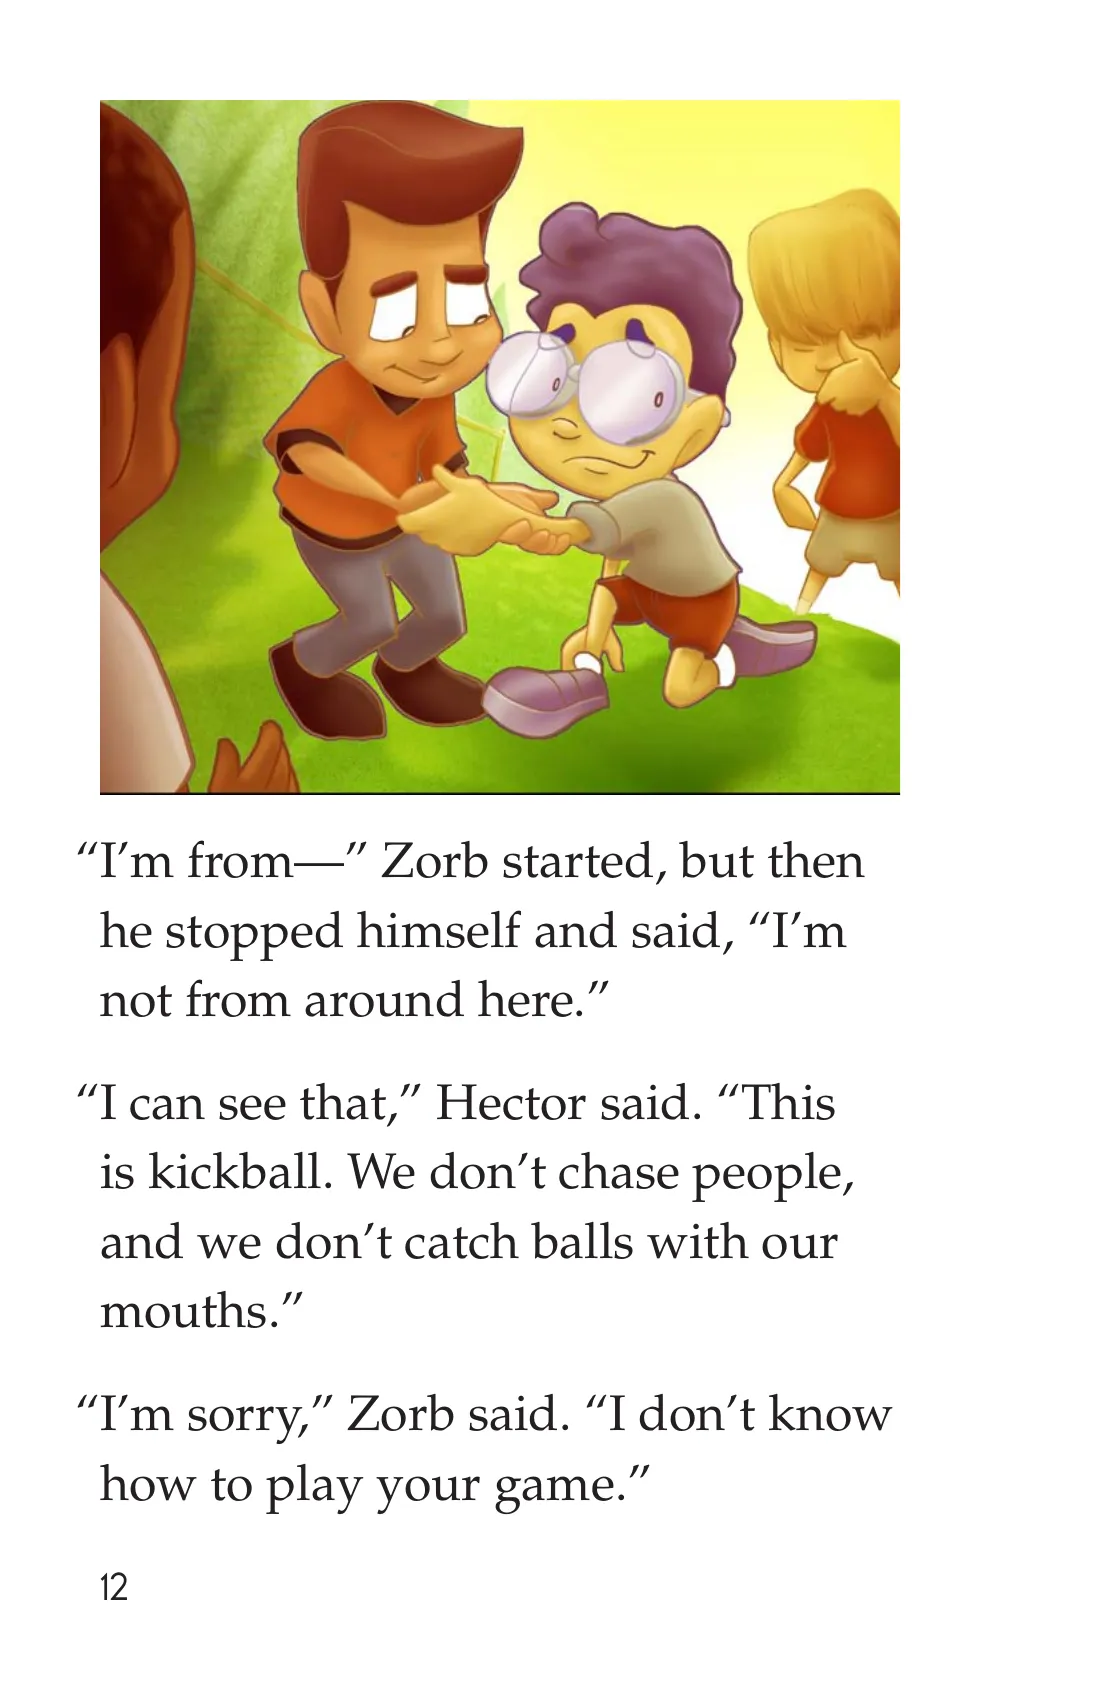 “I’m from—” Zorb started, but then
he stopped himself and said, “I’m
not from around here.”
“I can see that,” Hector said. “This
is kickball. We don’t chase people,
and we don’t catch balls with our
mouths.”
“I’m sorry,” Zorb said. “I don’t know
how to play your game.”
12